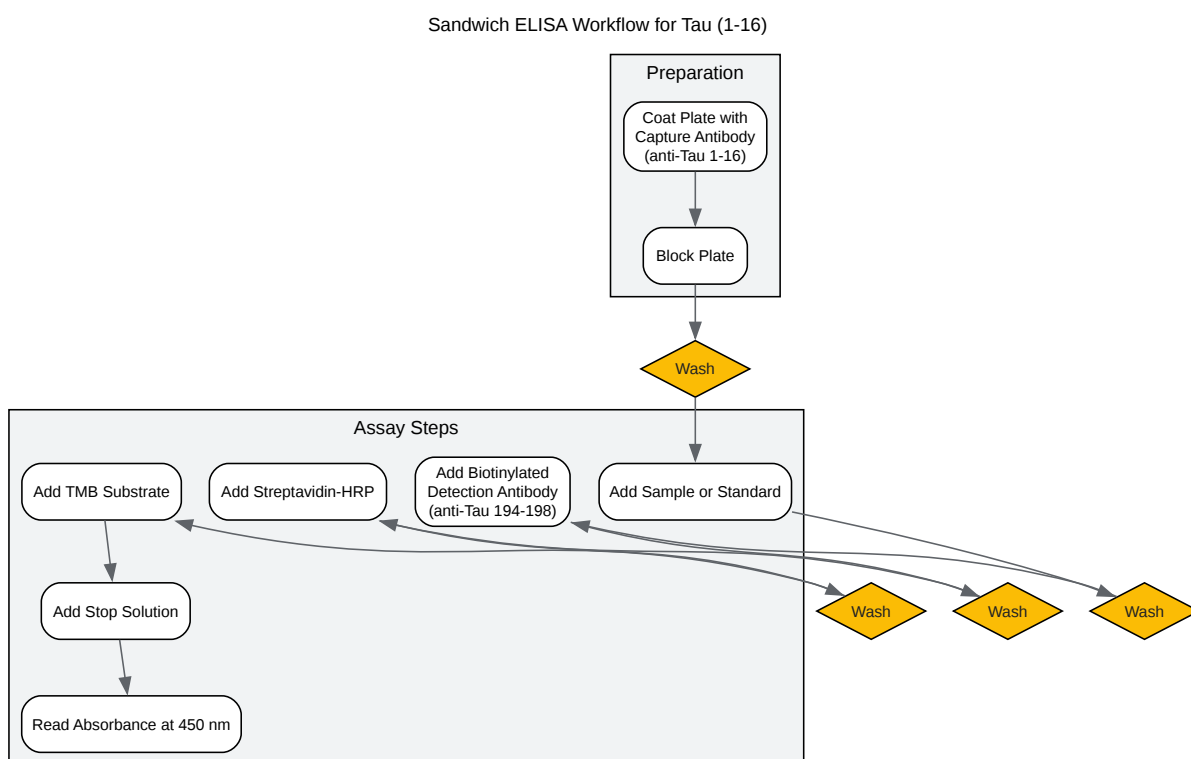 Sandwich ELISA Workflow for Tau (1-16)
Preparation
Coat Plate with
Capture Antibody
(anti-Tau 1-16)
Block Plate
Wash
Assay Steps
Add TMB Substrate
Add Streptavidin-HRP
Add Biotinylated
Detection Antibody
(anti-Tau 194-198)
Add Sample or Standard
Add Stop Solution
Wash
Wash
Wash
Read Absorbance at 450 nm